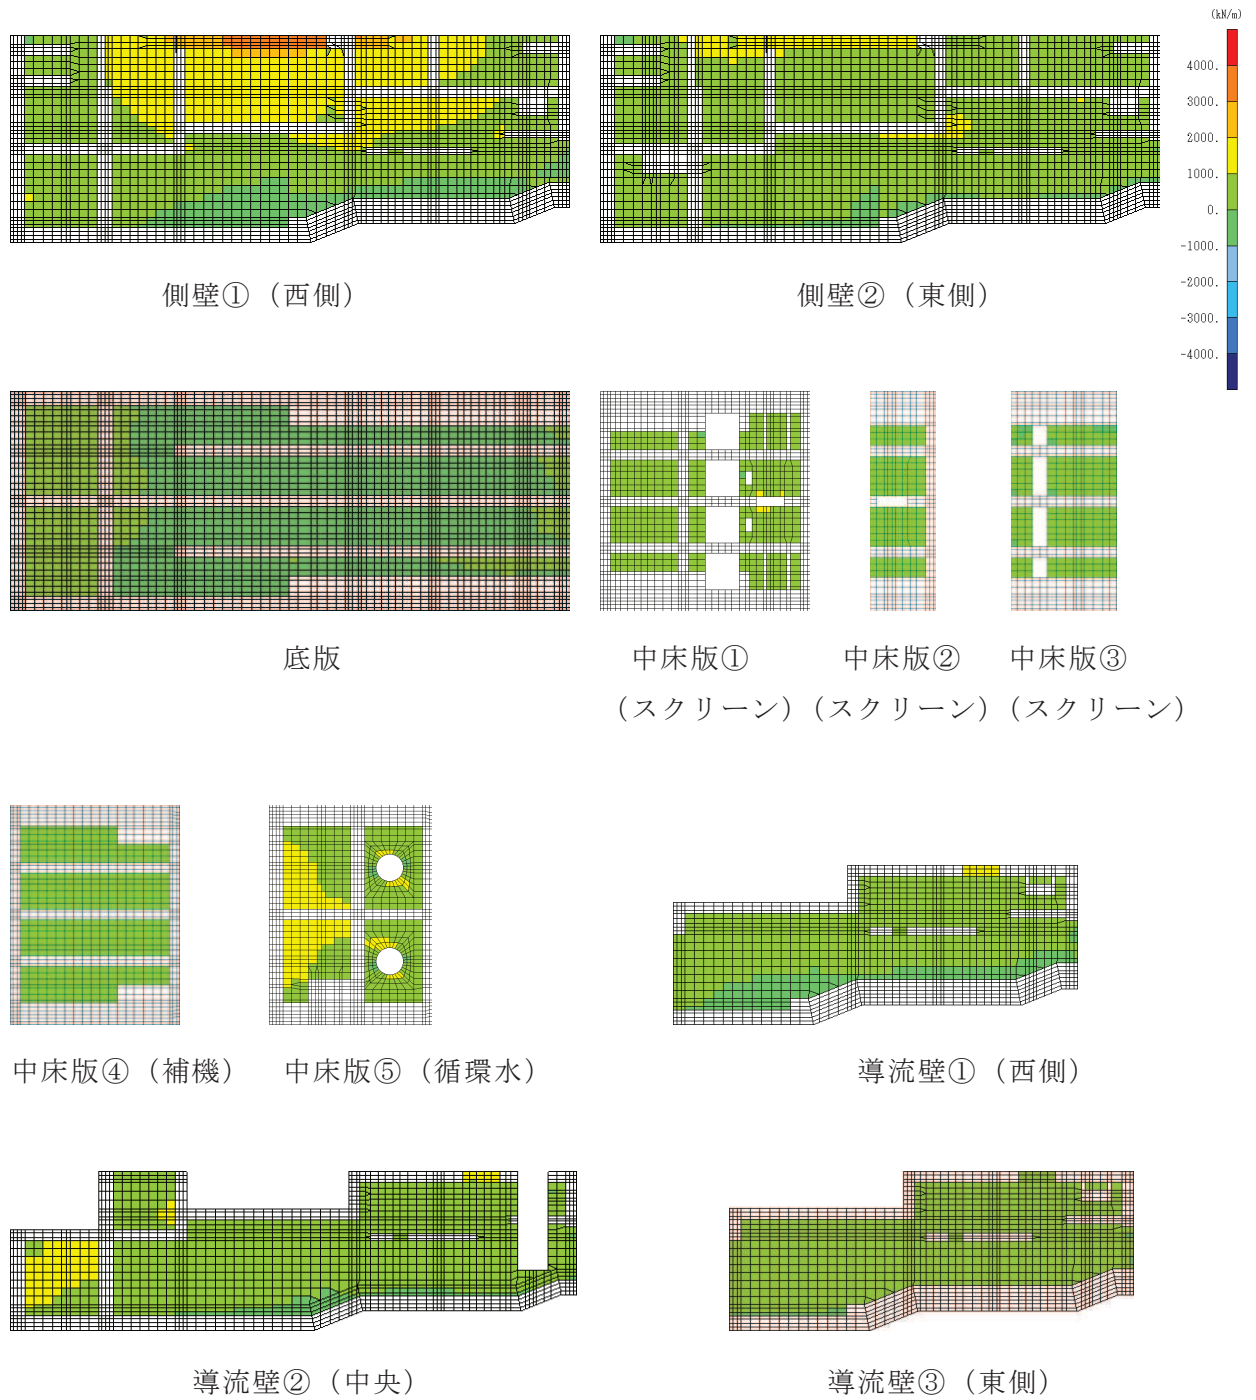 (kN/m)
4000.
3000.
2000.
1000.
0.
-1000.
-2000.
-3000.
-4000.
側壁①（西側）
側壁②（東側）
底版
中床版①
（スクリーン）
中床版②
（スクリーン）
中床版③
（スクリーン）
中床版④（補機）
中床版⑤（循環水）
導流壁①（西側）
導流壁②（中央）
導流壁③（東側）